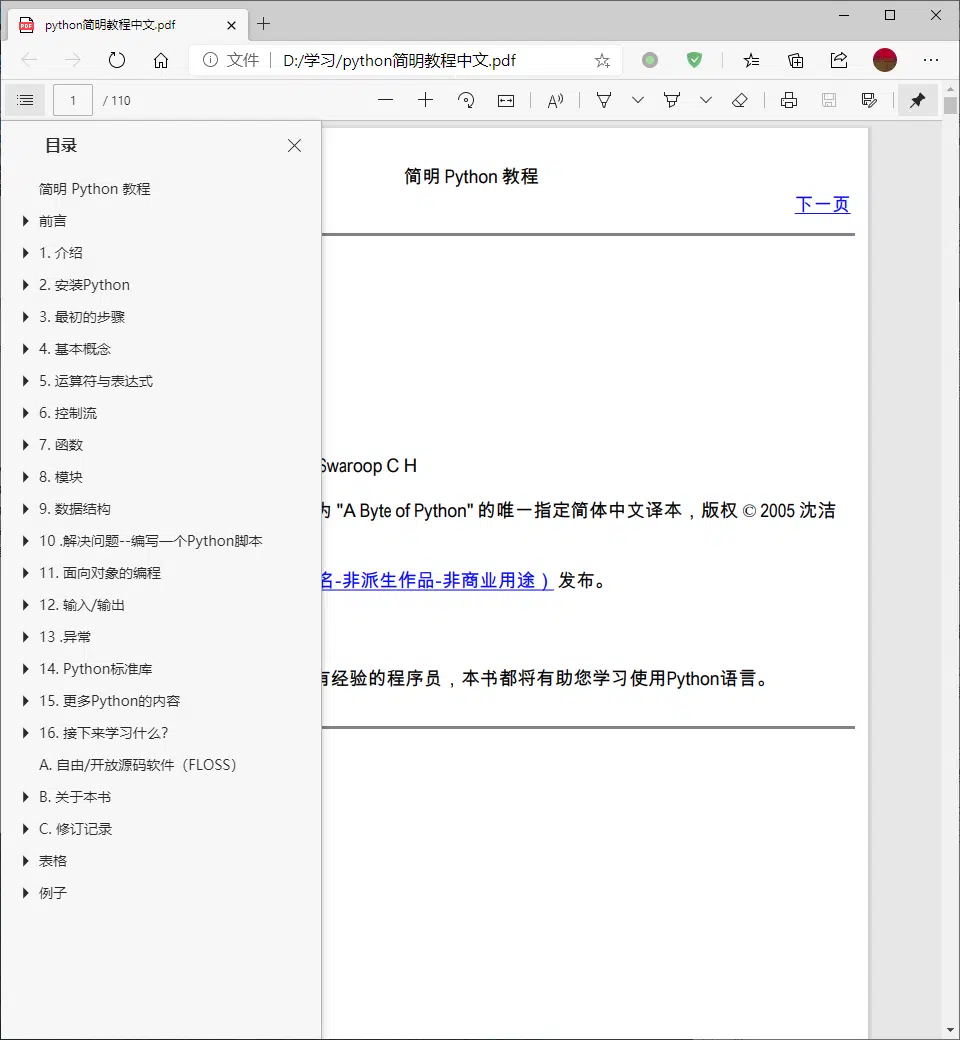 python简明教程中文.pdf
文件 D:/学习/python简明教程中文.pdf
1 / 110
目录
简明 Python 教程
前言
1. 介绍
2. 安装Python
3. 最初的步骤
4. 基本概念
5. 运算符与表达式
6. 控制流
7. 函数
8. 模块
9. 数据结构
10 .解决问题--编写一个Python脚本
11. 面向对象的编程
12. 输入/输出
13 .异常
14. Python标准库
15. 更多Python的内容
16. 接下来学习什么?
A. 自由/开放源码软件（FLOSS）
B. 关于本书
C. 修订记录
表格
例子
简明 Python 教程
下一页
Swaroop C H
为 "A Byte of Python" 的唯一指定简体中文译本，版权 © 2005 沈洁
名-非派生作品-非商业用途） 发布。
有经验的程序员，本书都将有助您学习使用Python语言。